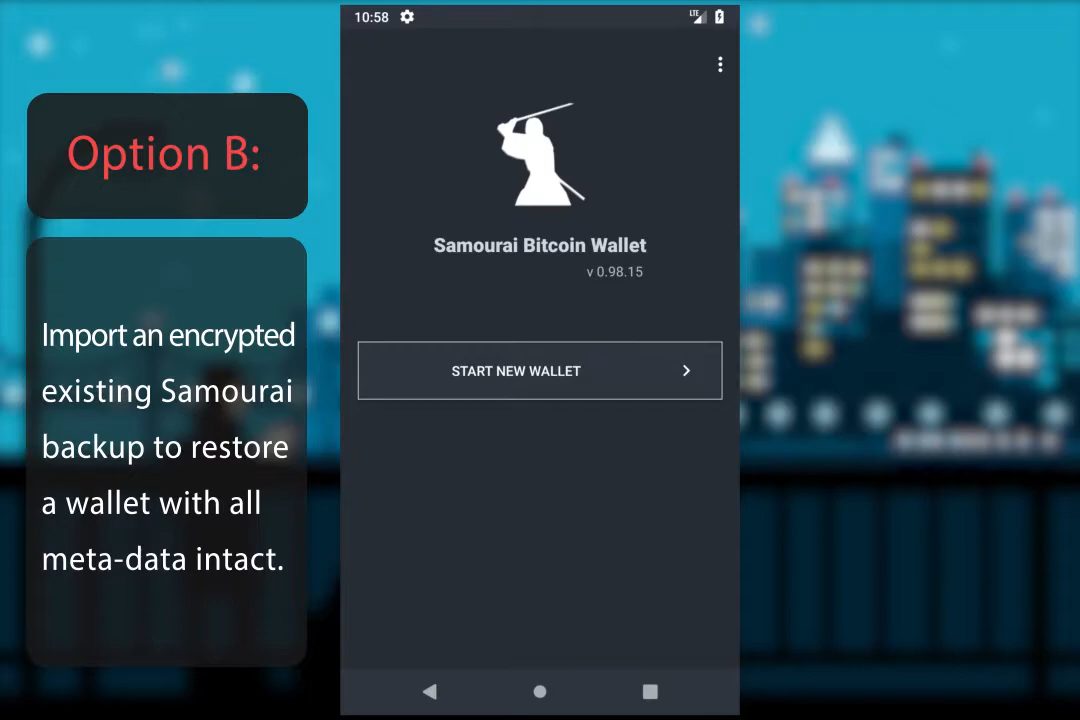 10:58
LTE
Option B:
Import an encrypted
existing Samourai
backup to restore
a wallet with all
meta-data intact.
Samourai Bitcoin Wallet
v 0.98.15
START NEW WALLET